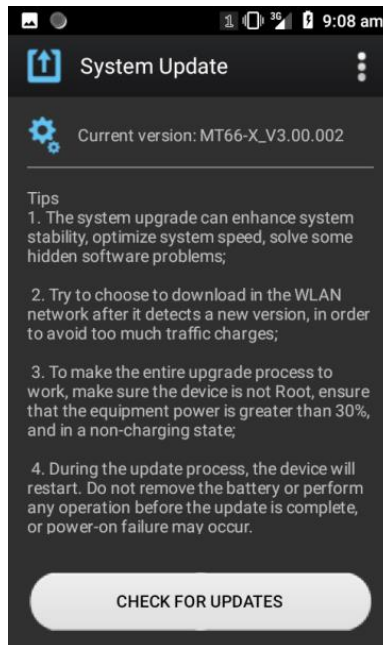 1 3G 9:08 am
System Update
Current version: MT66-X_V3.00.002
Tips
1. The system upgrade can enhance system
stability, optimize system speed, solve some
hidden software problems;
2. Try to choose to download in the WLAN
network after it detects a new version, in order
to avoid too much traffic charges;
3. To make the entire upgrade process to
work, make sure the device is not Root, ensure
that the equipment power is greater than 30%,
and in a non-charging state;
4. During the update process, the device will
restart. Do not remove the battery or perform
any operation before the update is complete,
or power-on failure may occur.
CHECK FOR UPDATES